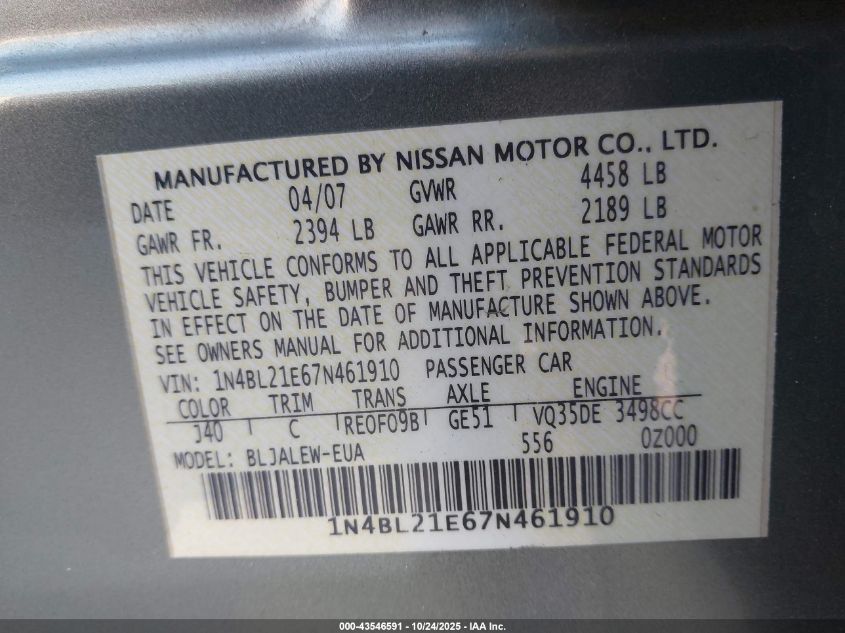 MANUFACTURED BY NISSAN MOTOR CO., LTD.
DATE 04/07 GVWR 4458 LB
GAWR FR. 2394 LB GAWR RR. 2189 LB
THIS VEHICLE CONFORMS TO ALL APPLICABLE FEDERAL MOTOR
VEHICLE SAFETY, BUMPER AND THEFT PREVENTION STANDARDS
IN EFFECT ON THE DATE OF MANUFACTURE SHOWN ABOVE.
SEE OWNERS MANUAL FOR ADDITIONAL INFORMATION.
VIN: 1N4BL21E67N461910 PASSENGER CAR
COLOR TRIM TRANS AXLE ENGINE
J40 C RE0F09B GE51 VQ35DE 3498CC
MODEL: BLJALEW-EUA 556 0Z000
1N4BL21E67N461910
000-43546591 - 10/24/2025 - IAA Inc.